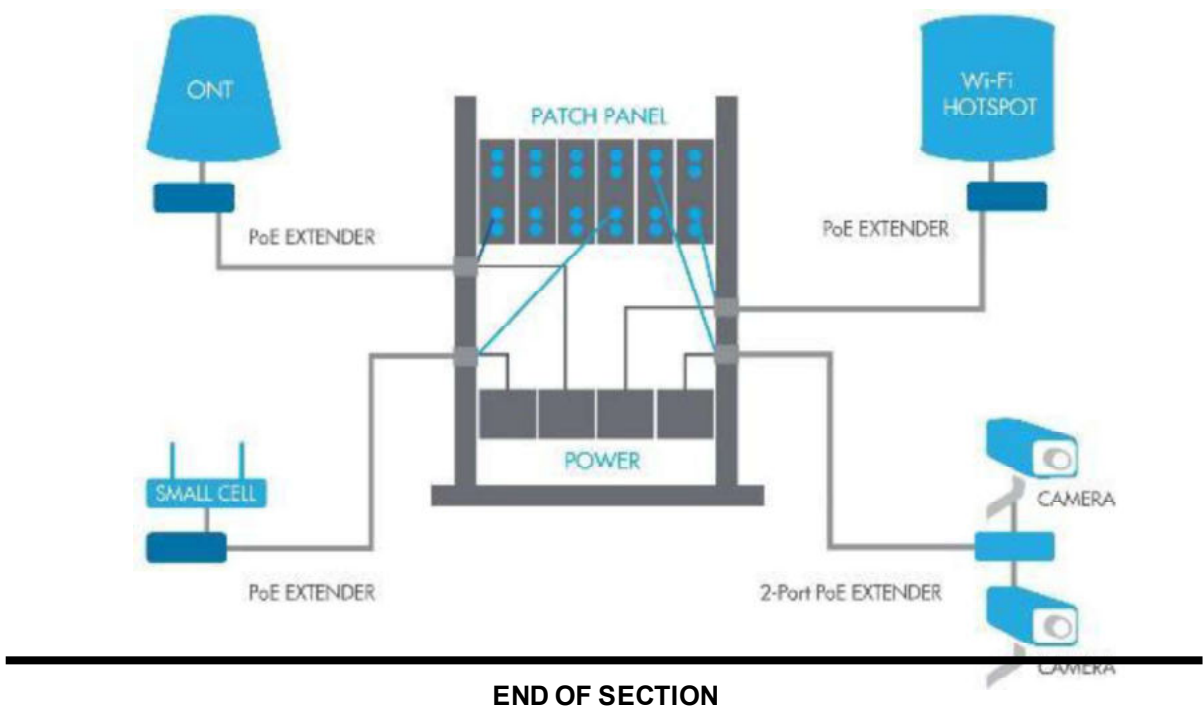 ONT
Wi-Fi
HOTSPOT
PATCH PANEL
PoE EXTENDER
PoE EXTENDER
POWER
SMALL CELL
CAMERA
PoE EXTENDER
2-Port PoE EXTENDER
CAMERA
END OF SECTION